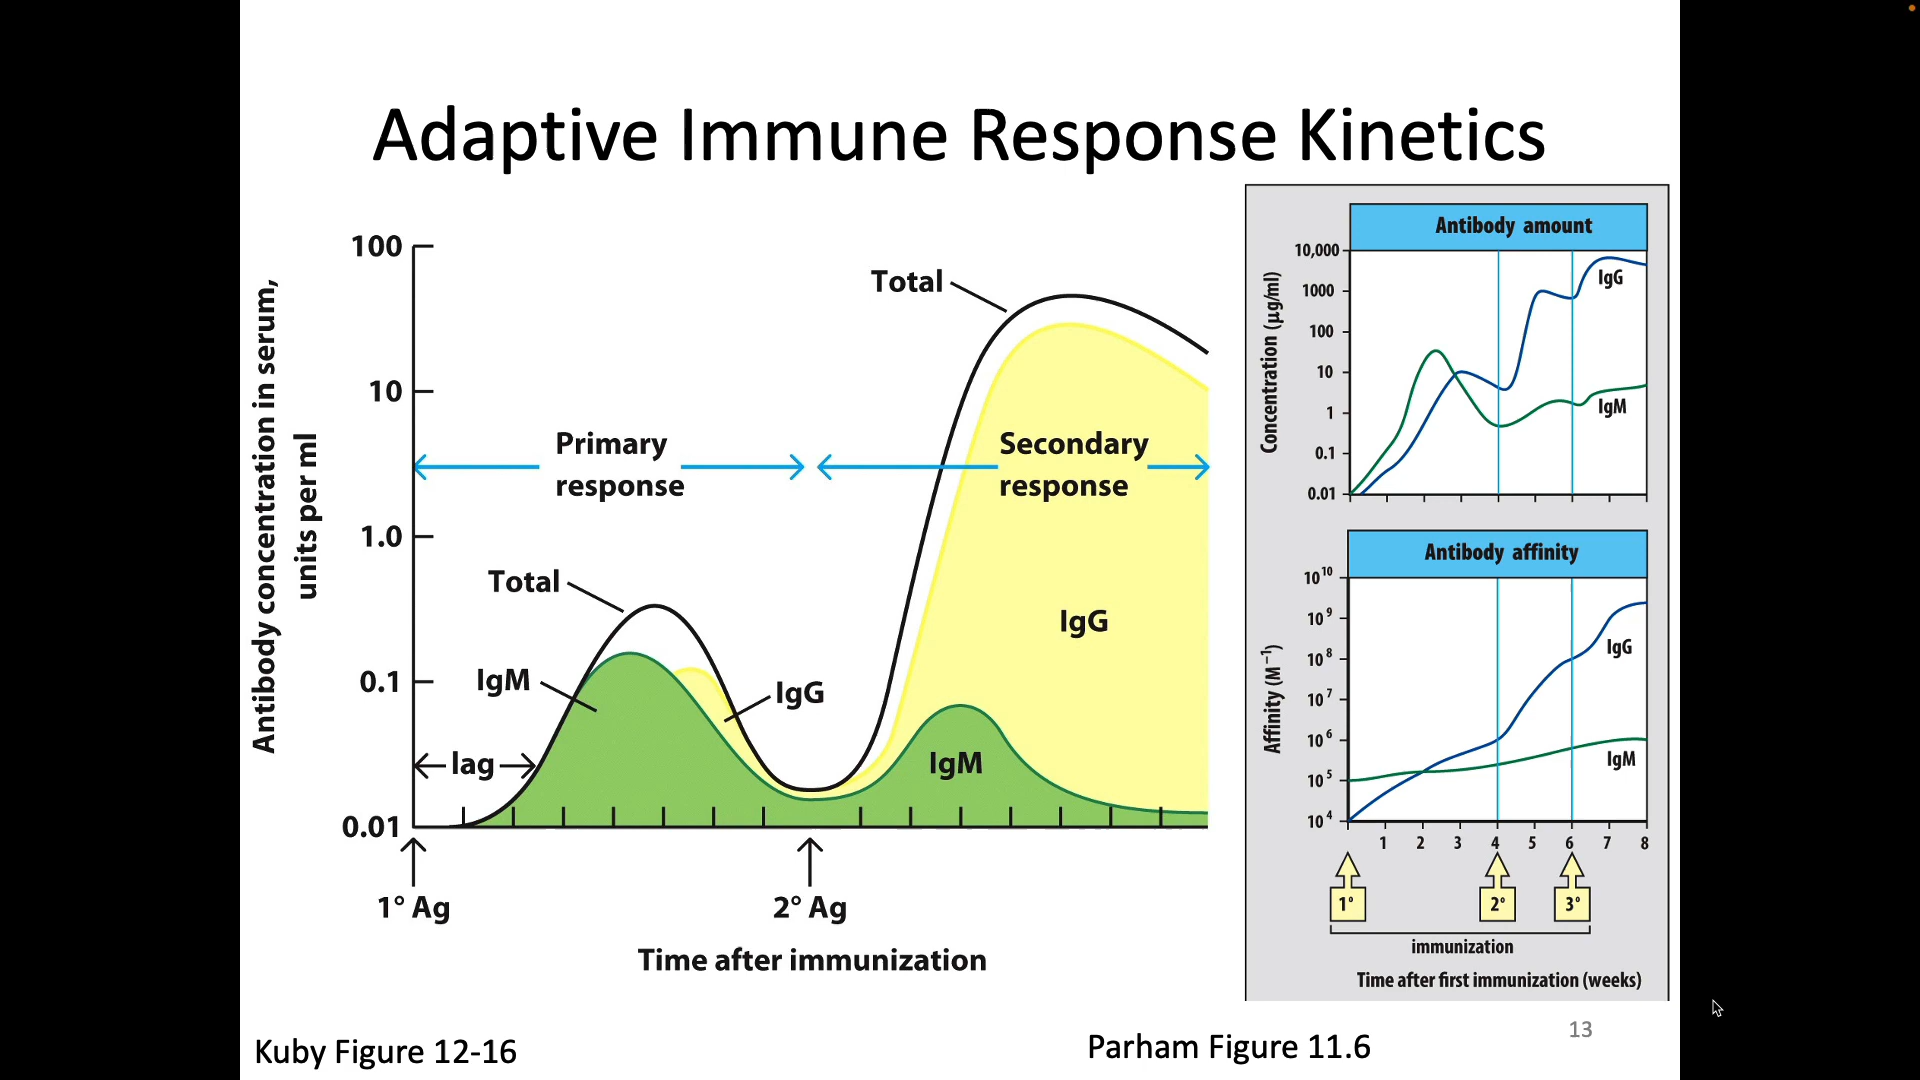 Adaptive Immune Response Kinetics
Antibody concentration in serum,
units per ml
100
10
1.0
0.1
0.01
Total
Primary
response
Secondary
response
Total
IgM
IgG
IgG
IgM
lag
1° Ag
2° Ag
Time after immunization
Kuby Figure 12-16
Antibody amount
Concentration (μg/ml)
10,000
1000
100
10
1
0.1
0.01
IgG
IgM
Antibody affinity
Affinity (M⁻¹)
10¹⁰
10⁹
10⁸
10⁷
10⁶
10⁵
10⁴
IgG
IgM
1 2 3 4 5 6 7 8
1° 2° 3°
immunization
Time after first immunization (weeks)
Parham Figure 11.6
13